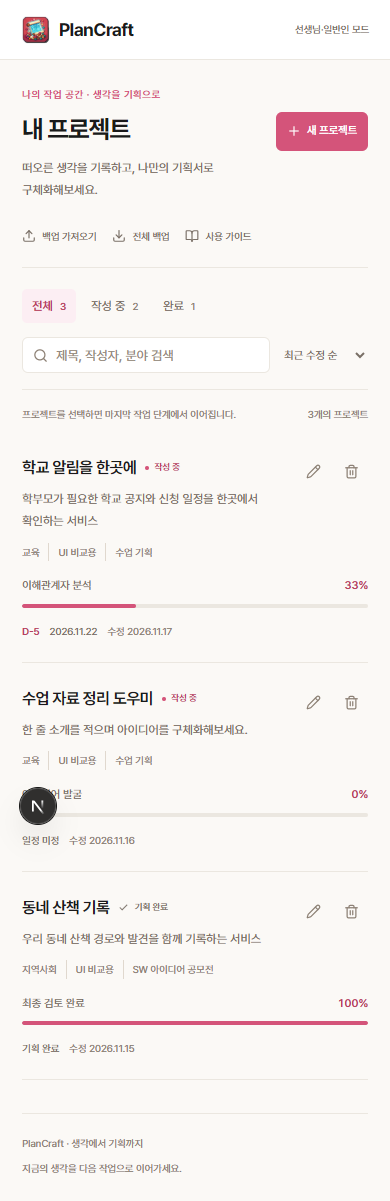 PlanCraft
선생님·일반인 모드
나의 작업 공간 · 생각을 기획으로
내 프로젝트
새 프로젝트
떠오른 생각을 기록하고, 나만의 기획서로
구체화해보세요.
백업 가져오기 전체 백업 사용 가이드
전체 3 작성 중 2 완료 1
제목, 작성자, 분야 검색 최근 수정 순
프로젝트를 선택하면 마지막 작업 단계에서 이어집니다. 3개의 프로젝트
학교 알림을 한곳에 작성 중
학부모가 필요한 학교 공지와 신청 일정을 한곳에서
확인하는 서비스
교육 UI 비교용 수업 기획
이해관계자 분석 33%
D-5 2026.11.22 수정 2026.11.17
수업 자료 정리 도우미 작성 중
한 줄 소개를 적으며 아이디어를 구체화해보세요.
교육 UI 비교용 수업 기획
발굴 0%
N
일정 미정 수정 2026.11.16
동네 산책 기록 기획 완료
우리 동네 산책 경로와 발견을 함께 기록하는 서비스
지역사회 UI 비교용 SW 아이디어 공모전
최종 검토 완료 100%
기획 완료 수정 2026.11.15
PlanCraft · 생각에서 기획까지
지금의 생각을 다음 작업으로 이어가세요.